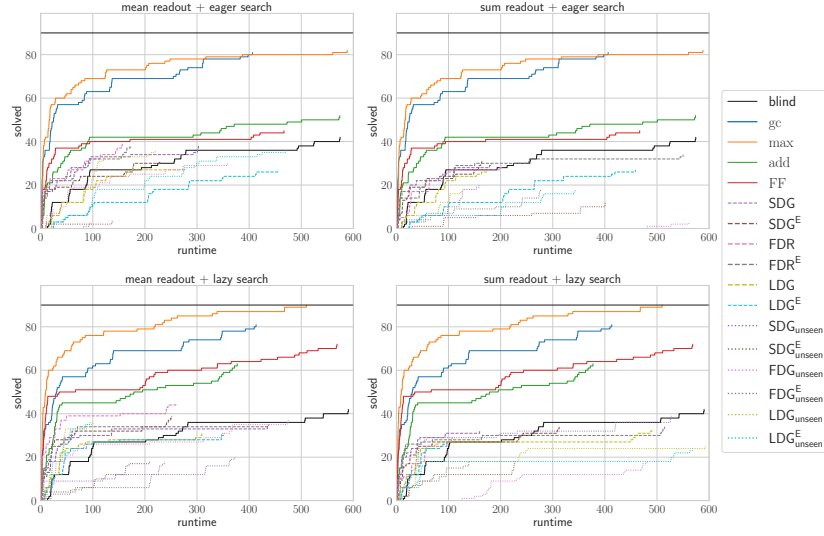 mean readout + eager search
sum readout + eager search
solved
80
60
40
20
0
0 100 200 300 400 500 600
runtime
80
60
40
20
0
0 100 200 300 400 500 600
runtime
mean readout + lazy search
sum readout + lazy search
solved
80
60
40
20
0
0 100 200 300 400 500 600
runtime
solved
80
60
40
20
0
0 100 200 300 400 500 600
runtime
blind
gc
max
add
FF
SDG
SDG^E
FDR
FDR^E
LDG
LDG^E
SDG_unseen
SDG^E_unseen
FDG_unseen
FDG^E_unseen
LDG_unseen
LDG^E_unseen